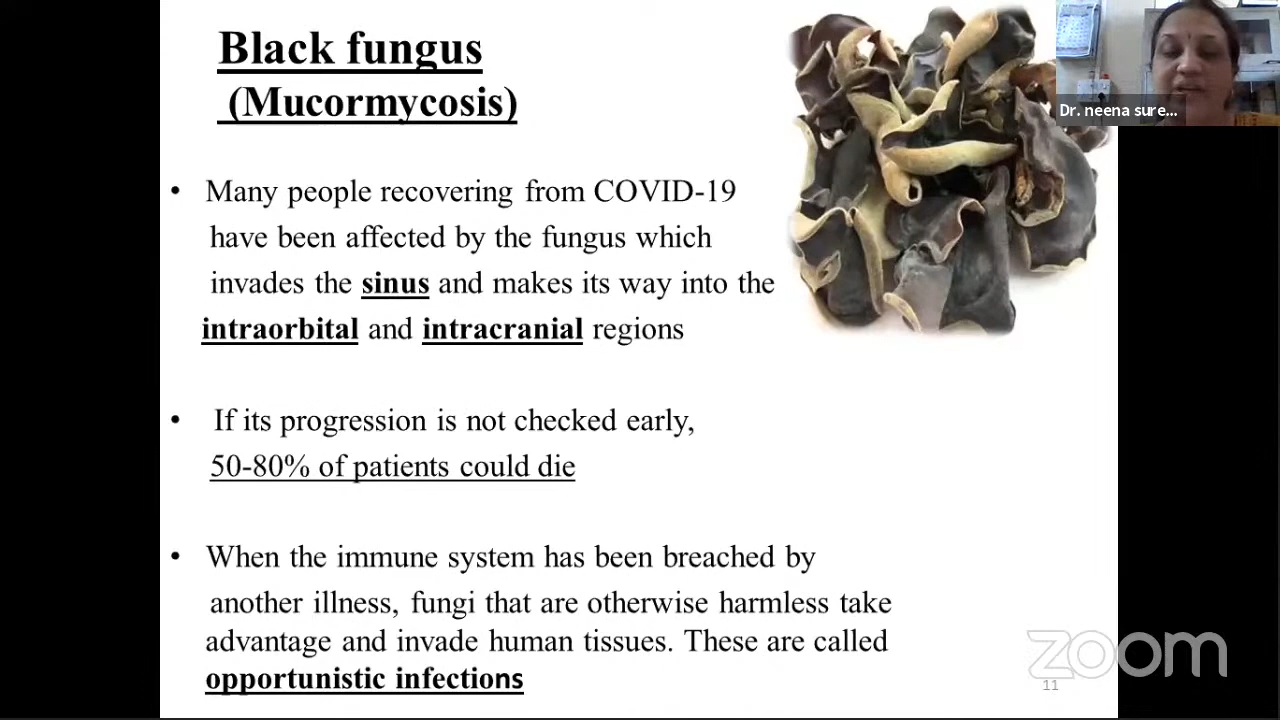 Black fungus
(Mucormycosis)
Dr. neena sure...
• Many people recovering from COVID-19
have been affected by the fungus which
invades the sinus and makes its way into the
intraorbital and intracranial regions
• If its progression is not checked early,
50-80% of patients could die
• When the immune system has been breached by
another illness, fungi that are otherwise harmless take
advantage and invade human tissues. These are called
opportunistic infections
zoom
11